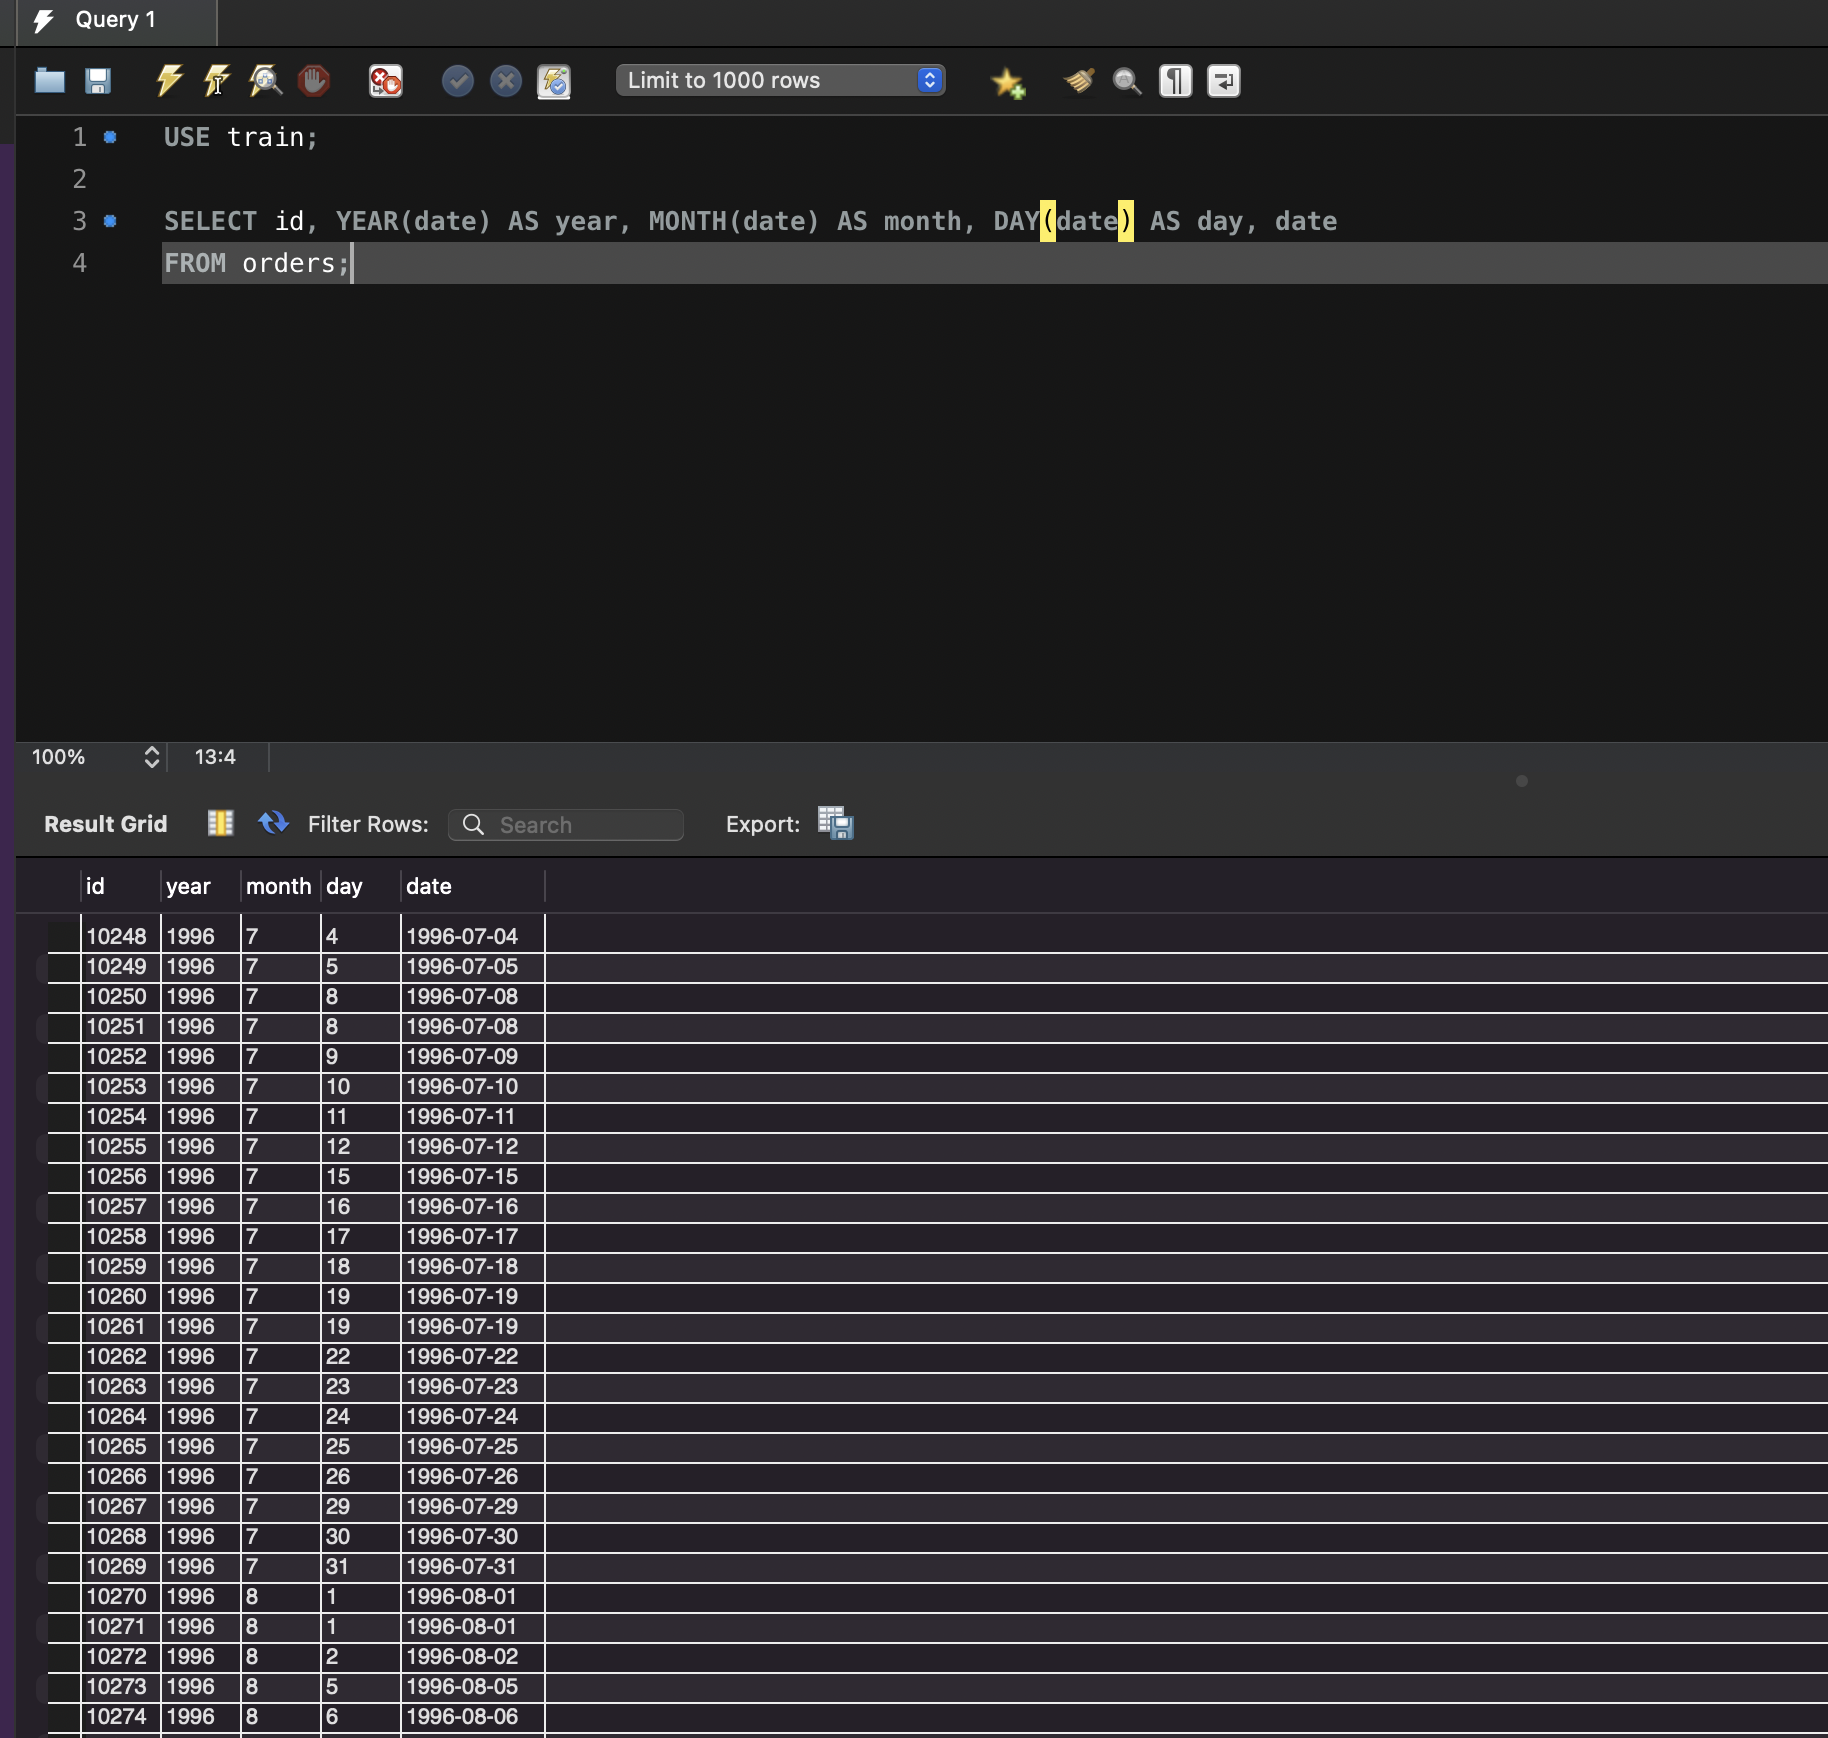 Query 1
Limit to 1000 rows
1 USE train;
2
3 SELECT id, YEAR(date) AS year, MONTH(date) AS month, DAY(date) AS day, date
4 FROM orders;
100% 13:4
Result Grid Filter Rows: Search Export:
id year month day date
10248 1996 7 4 1996-07-04
10249 1996 7 5 1996-07-05
10250 1996 7 8 1996-07-08
10251 1996 7 8 1996-07-08
10252 1996 7 9 1996-07-09
10253 1996 7 10 1996-07-10
10254 1996 7 11 1996-07-11
10255 1996 7 12 1996-07-12
10256 1996 7 15 1996-07-15
10257 1996 7 16 1996-07-16
10258 1996 7 17 1996-07-17
10259 1996 7 18 1996-07-18
10260 1996 7 19 1996-07-19
10261 1996 7 19 1996-07-19
10262 1996 7 22 1996-07-22
10263 1996 7 23 1996-07-23
10264 1996 7 24 1996-07-24
10265 1996 7 25 1996-07-25
10266 1996 7 26 1996-07-26
10267 1996 7 29 1996-07-29
10268 1996 7 30 1996-07-30
10269 1996 7 31 1996-07-31
10270 1996 8 1 1996-08-01
10271 1996 8 1 1996-08-01
10272 1996 8 2 1996-08-02
10273 1996 8 5 1996-08-05
10274 1996 8 6 1996-08-06